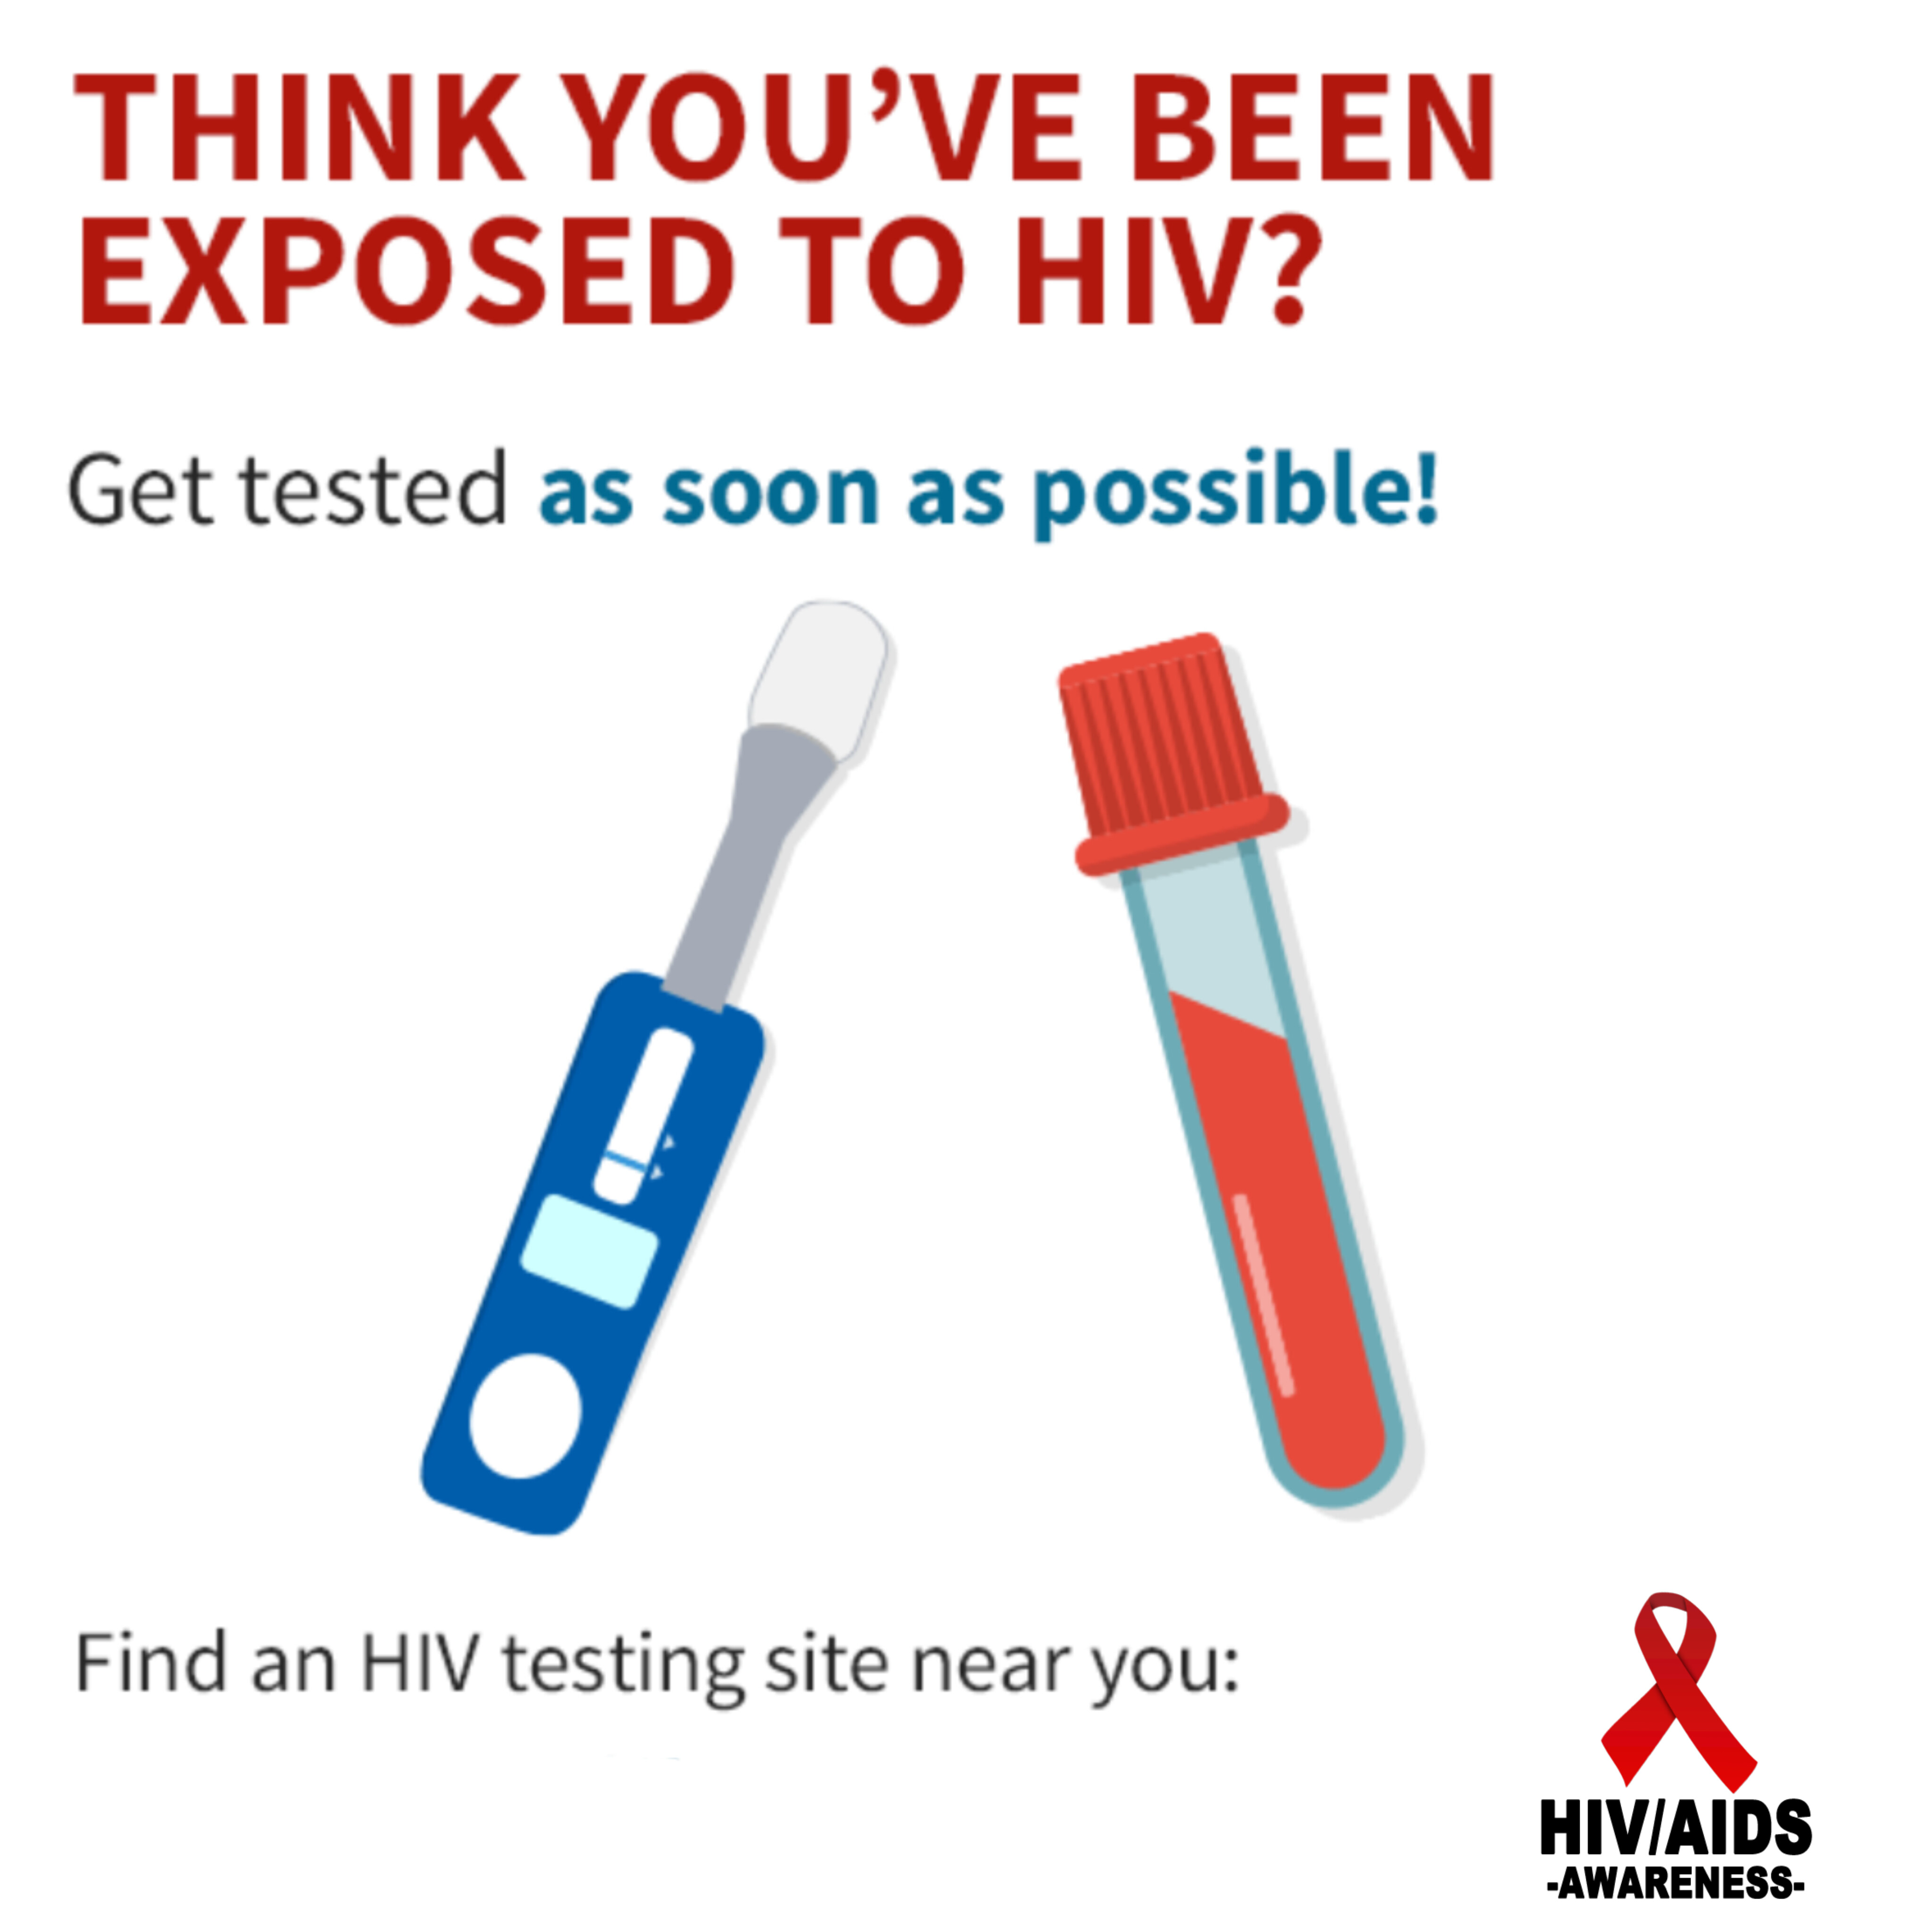 THINK YOU’VE BEEN
EXPOSED TO HIV?
Get tested as soon as possible!
Find an HIV testing site near you:
HIV/AIDS
-AWARENESS-